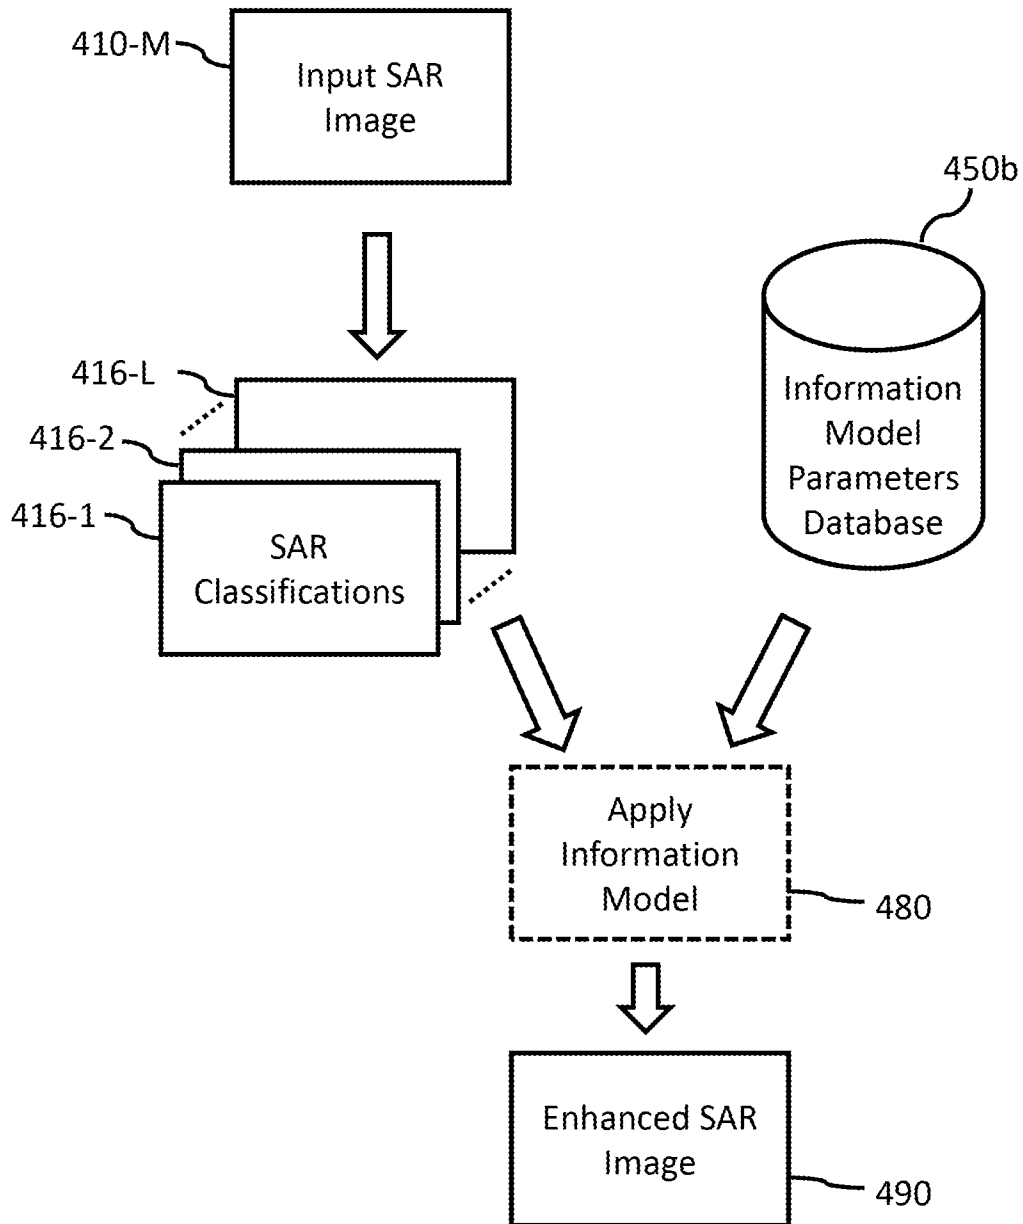 410-M
Input SAR
Image
450b
416-L
416-2
416-1
SAR
Classifications
Information
Model
Parameters
Database
Apply
Information
Model
480
Enhanced SAR
Image
490